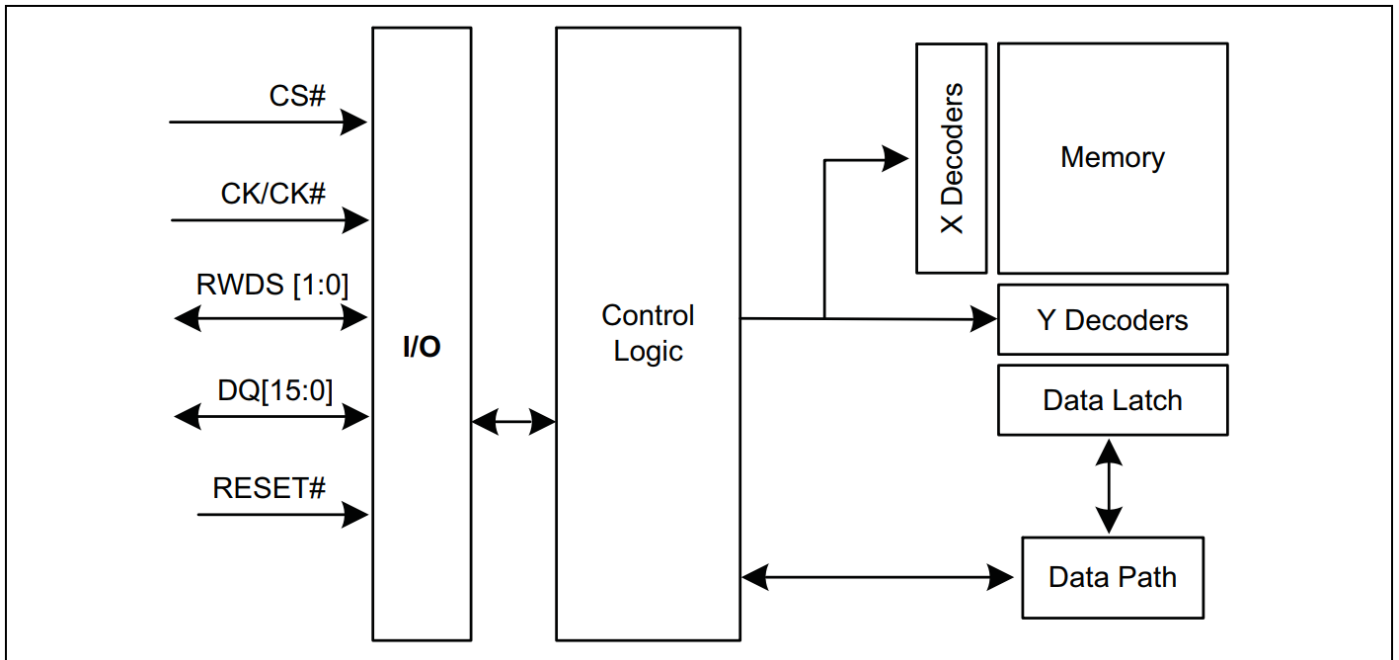 CS#
CK/CK#
RWDS [1:0]
DQ[15:0]
RESET#
I/O
Control
Logic
X Decoders
Memory
Y Decoders
Data Latch
Data Path